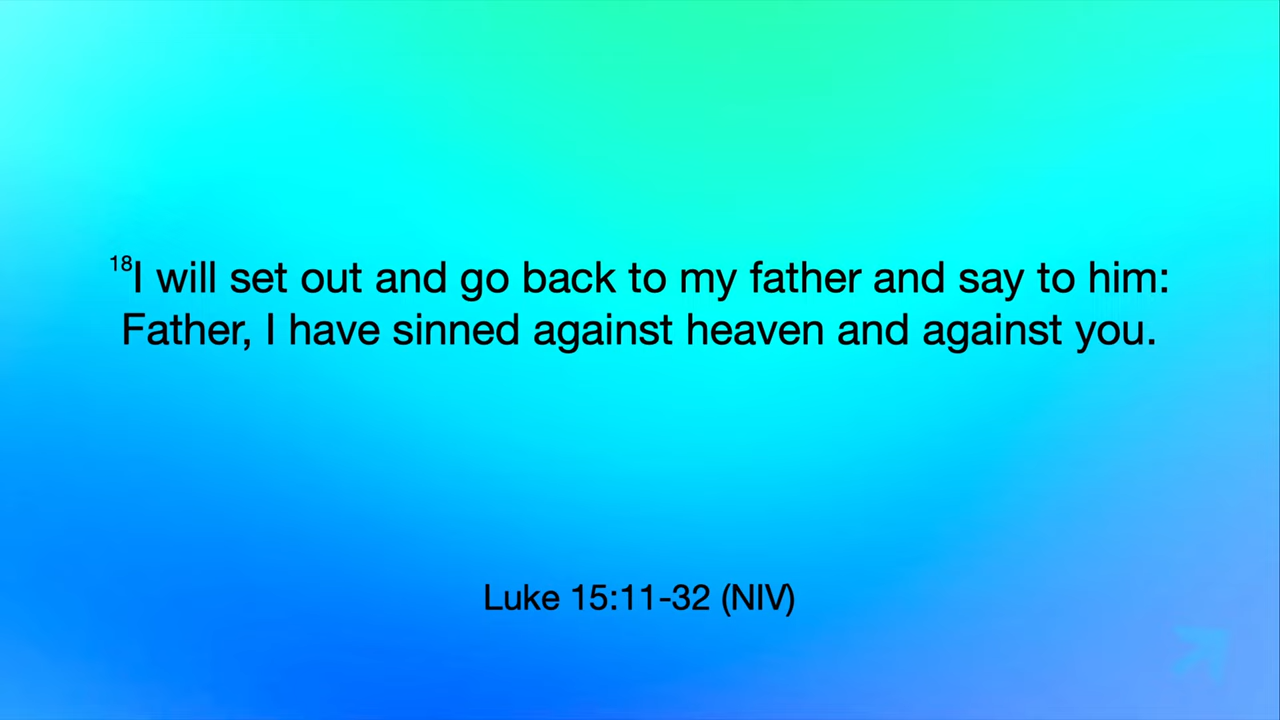 ¹⁸I will set out and go back to my father and say to him:
Father, I have sinned against heaven and against you.
Luke 15:11-32 (NIV)